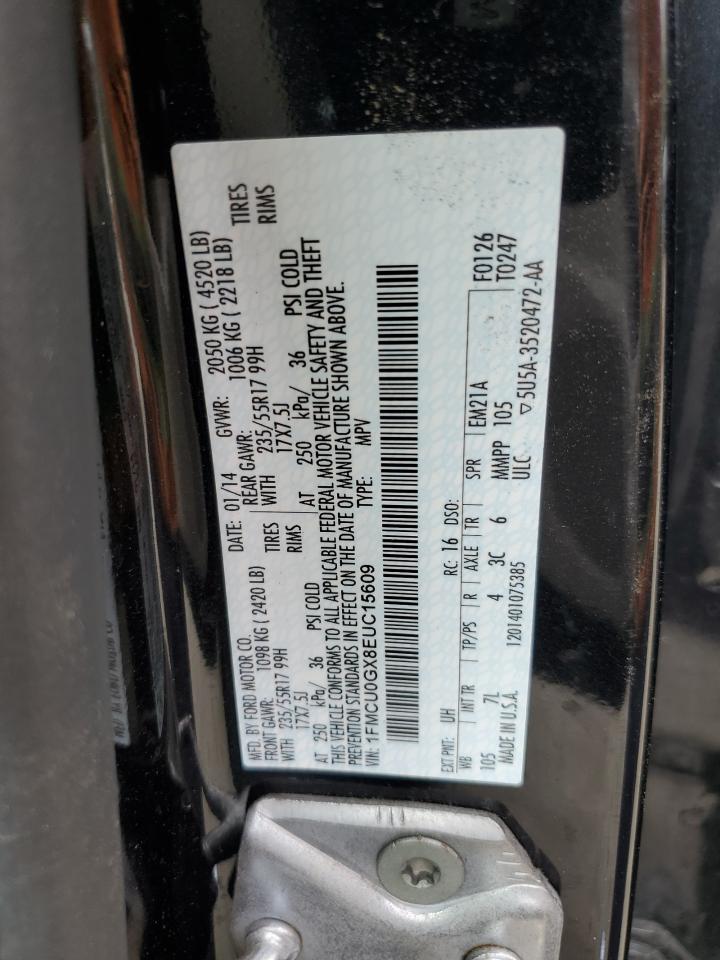 MFD. BY FORD MOTOR CO.
DATE: 01/14 GVWR: 2050 KG ( 4520 LB)
FRONT GAWR: 1098 KG ( 2420 LB) REAR GAWR: 1006 KG ( 2218 LB)
WITH 235/55R17 99H TIRES WITH 235/55R17 99H TIRES
17X7.5J RIMS 17X7.5J RIMS
AT 250 kPa/ 36 PSI COLD AT 250 kPa/ 36 PSI COLD
THIS VEHICLE CONFORMS TO ALL APPLICABLE FEDERAL MOTOR VEHICLE SAFETY AND THEFT
PREVENTION STANDARDS IN EFFECT ON THE DATE OF MANUFACTURE SHOWN ABOVE.
VIN: 1FMCU0GX8EUC15609 TYPE: MPV
EXT PNT: UH RC: 16 DSO: F0126
WB INT TR TP/PS R AXLE TR SPR EM21A T0247
105 7L 4 3C 6 MMPP 105
MADE IN U.S.A. 1201401075385 ULC ▽5U5A-3520472-AA